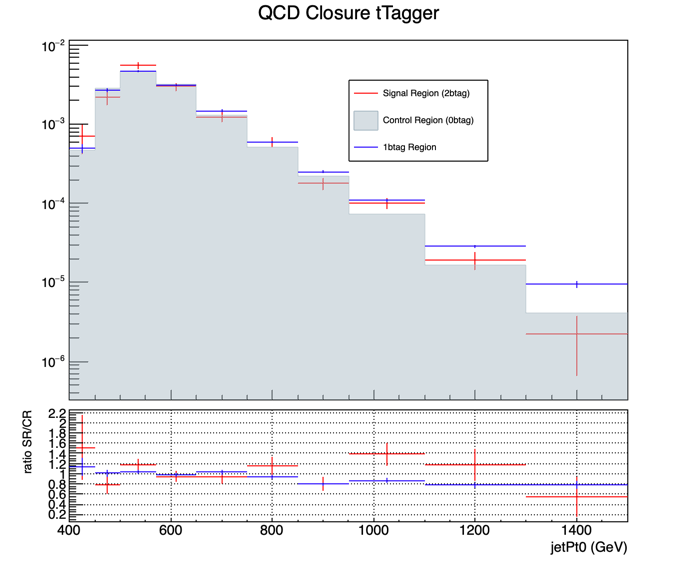 QCD Closure tTagger
10⁻²
10⁻³
10⁻⁴
10⁻⁵
10⁻⁶
Signal Region (2btag)
Control Region (0btag)
1btag Region
ratio SR/CR
2.2
2
1.8
1.6
1.4
1.2
1
0.8
0.6
0.4
0.2
400 600 800 1000 1200 1400
jetPt0 (GeV)